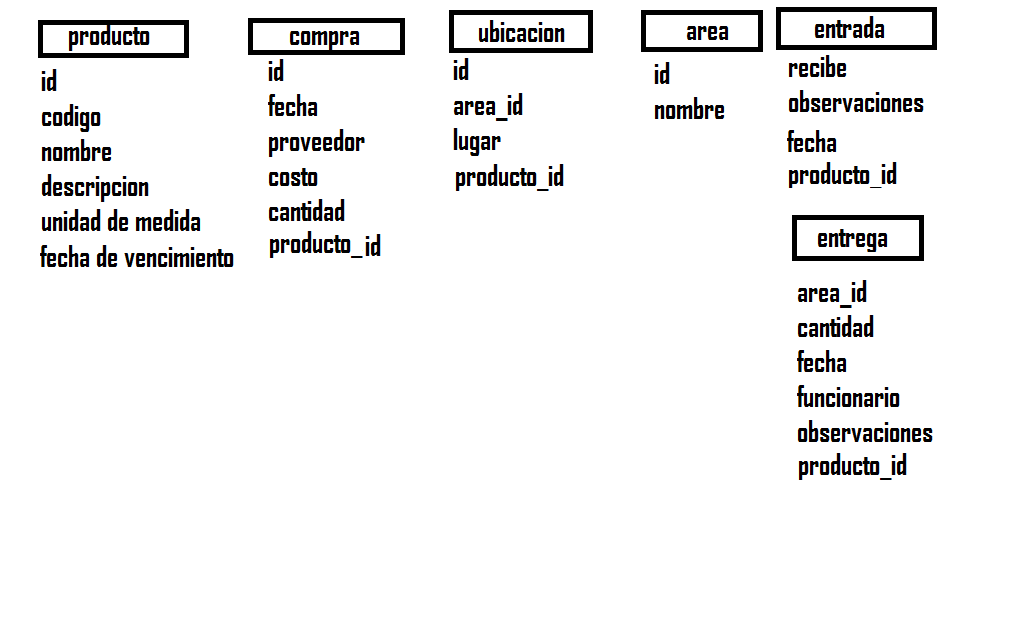 producto
id
codigo
nombre
descripcion
unidad de medida
fecha de vencimiento
compra
id
fecha
proveedor
costo
cantidad
producto_id
ubicacion
id
area_id
lugar
producto_id
area
id
nombre
entrada
recibe
observaciones
fecha
producto_id
entrega
area_id
cantidad
fecha
funcionario
observaciones
producto_id